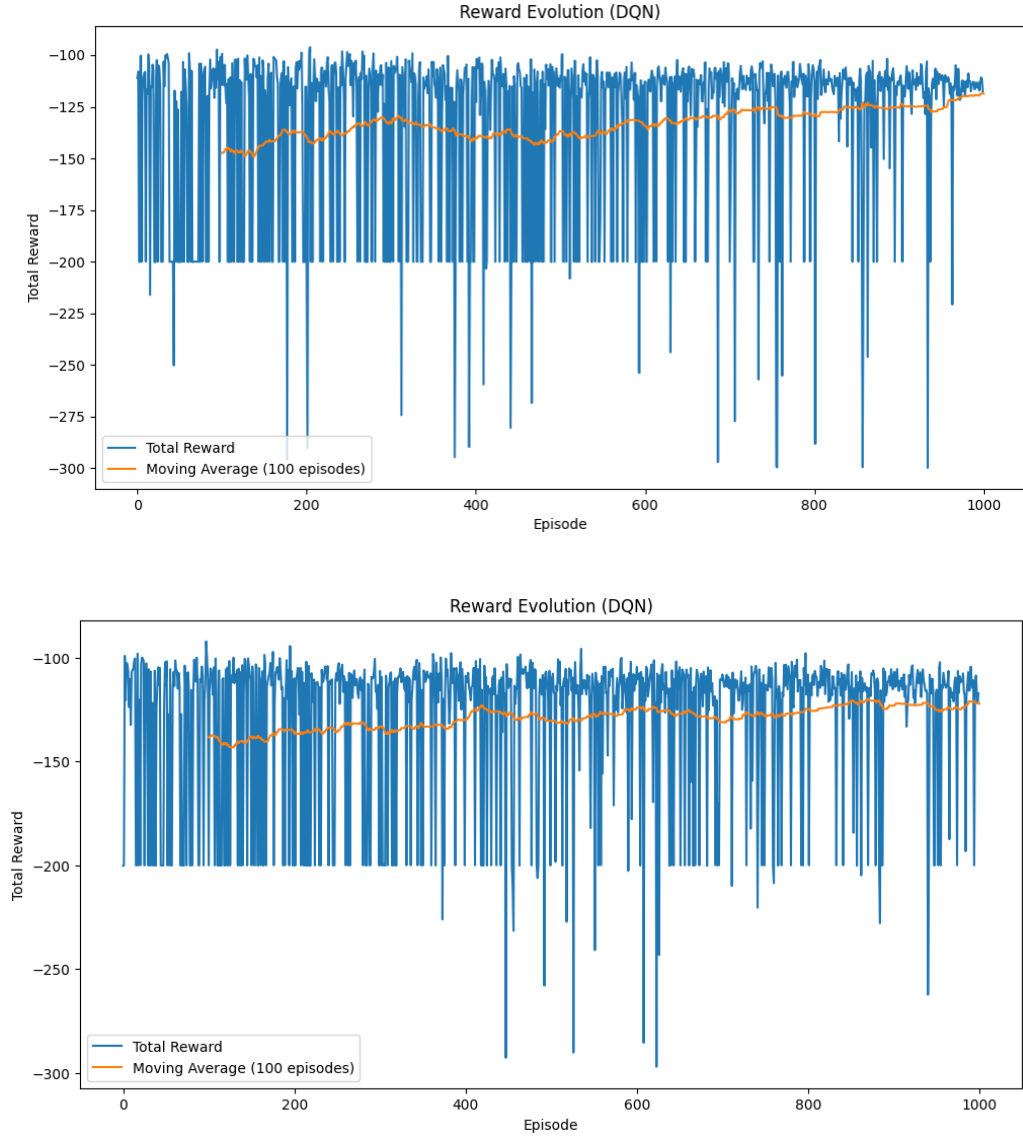 Reward Evolution (DQN)
−100
−125
−150
−175
−200
−225
−250
−275
−300
Total Reward
Total Reward
Moving Average (100 episodes)
0
200
400
600
800
1000
Episode
Reward Evolution (DQN)
−100
−150
−200
−250
−300
Total Reward
Total Reward
Moving Average (100 episodes)
0
200
400
600
800
1000
Episode